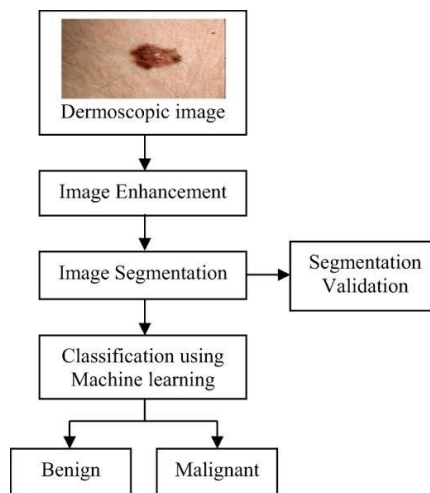 Dermoscopic image
Image Enhancement
Image Segmentation
Segmentation
Validation
Classification using
Machine learning
Benign
Malignant